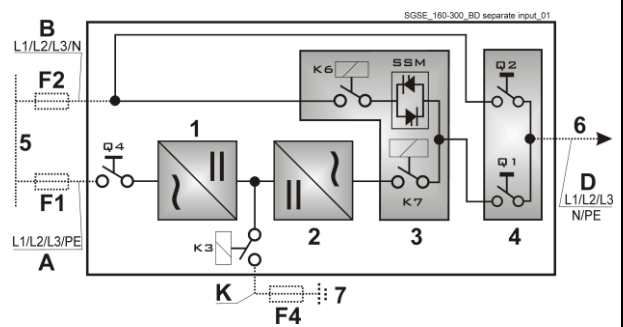 SGSE_160-300_BD separate input_01
B
L1/L2/L3/N
F2
K6
SSM
Q2
5
Q4
1
6
F1
Q1
D
L1/L2/L3
N/PE
L1/L2/L3/PE
A
K3
2
K7
3
4
K
7
F4